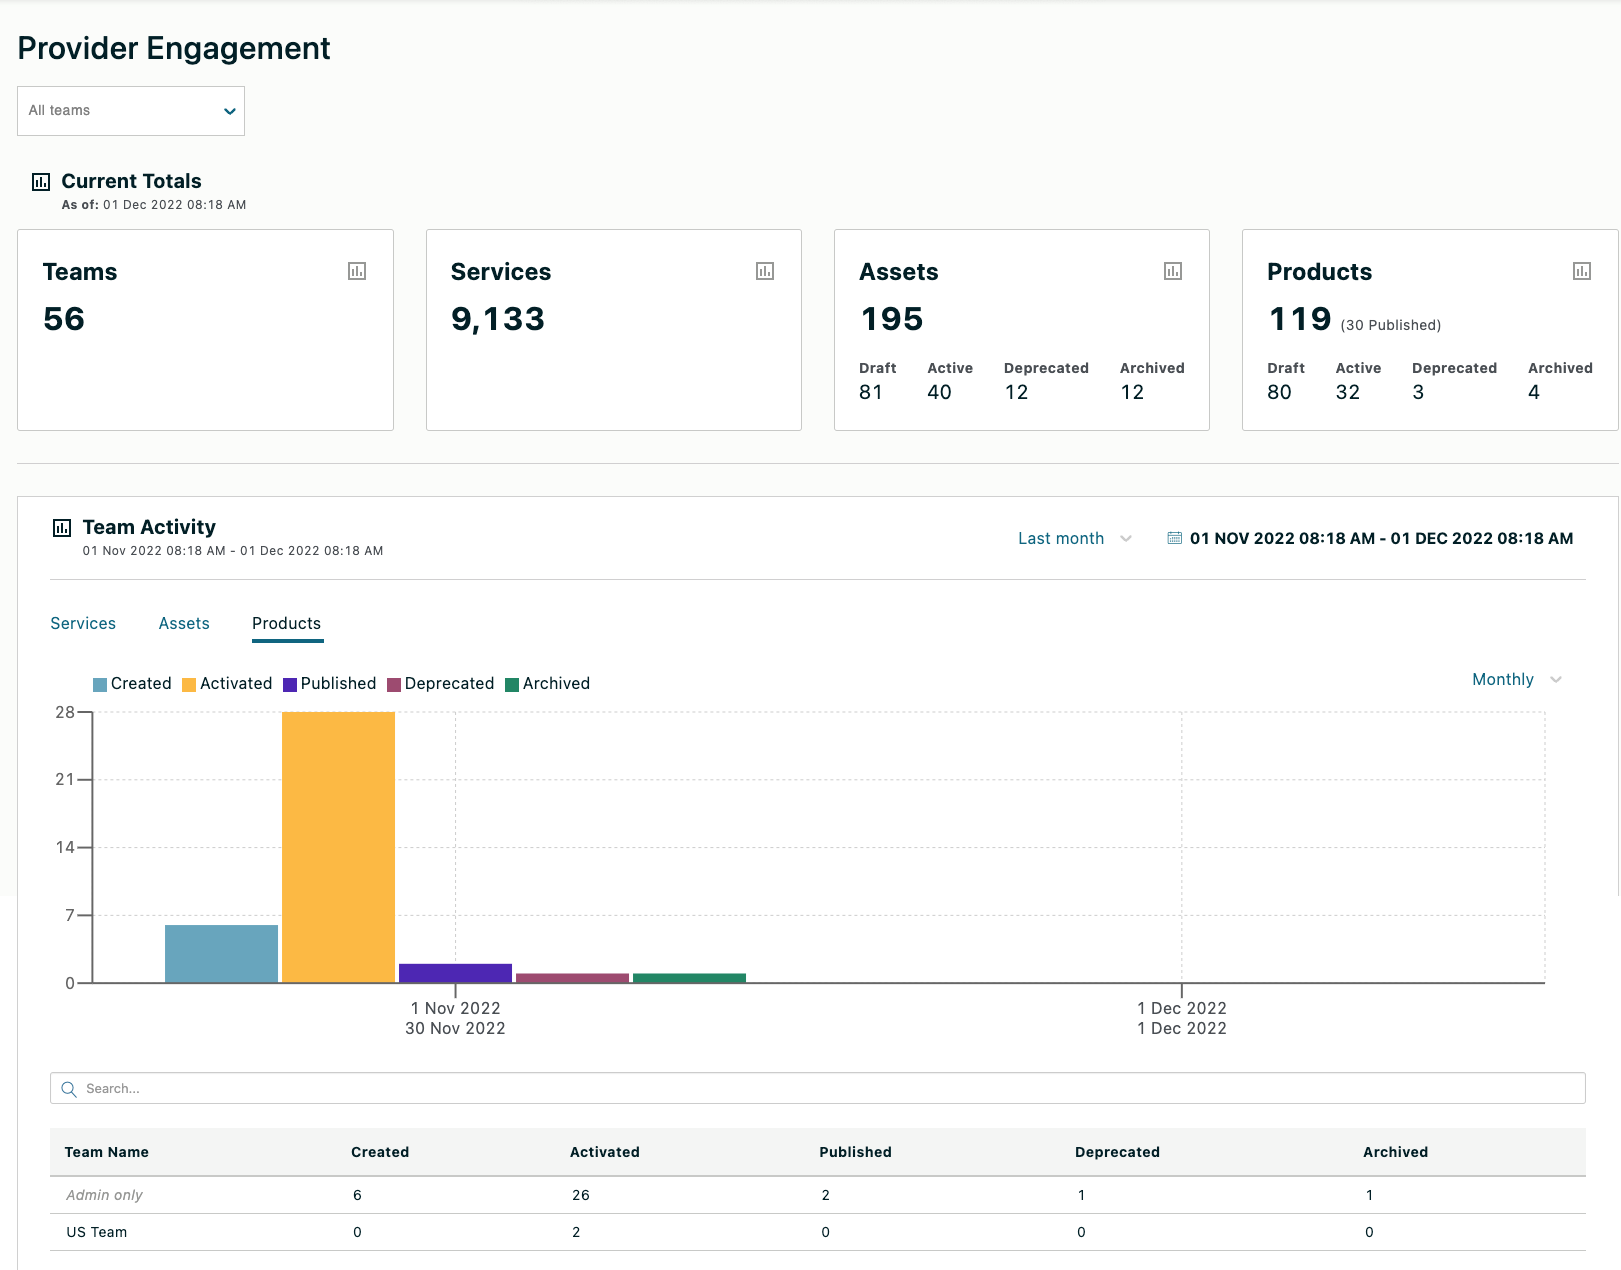 Provider Engagement
All teams
Current Totals
As of: 01 Dec 2022 08:18 AM
Teams
56
Services
9,133
Assets
195
Draft Active Deprecated Archived
81 40 12 12
Products
119 (30 Published)
Draft Active Deprecated Archived
80 32 3 4
Team Activity
01 Nov 2022 08:18 AM - 01 Dec 2022 08:18 AM
Last month
01 NOV 2022 08:18 AM - 01 DEC 2022 08:18 AM
Services Assets Products
Created Activated Published Deprecated Archived
Monthly
28
21
14
7
0
1 Nov 2022
30 Nov 2022
1 Dec 2022
1 Dec 2022
Search...
Team Name Created Activated Published Deprecated Archived
Admin only 6 26 2 1 1
US Team 0 2 0 0 0